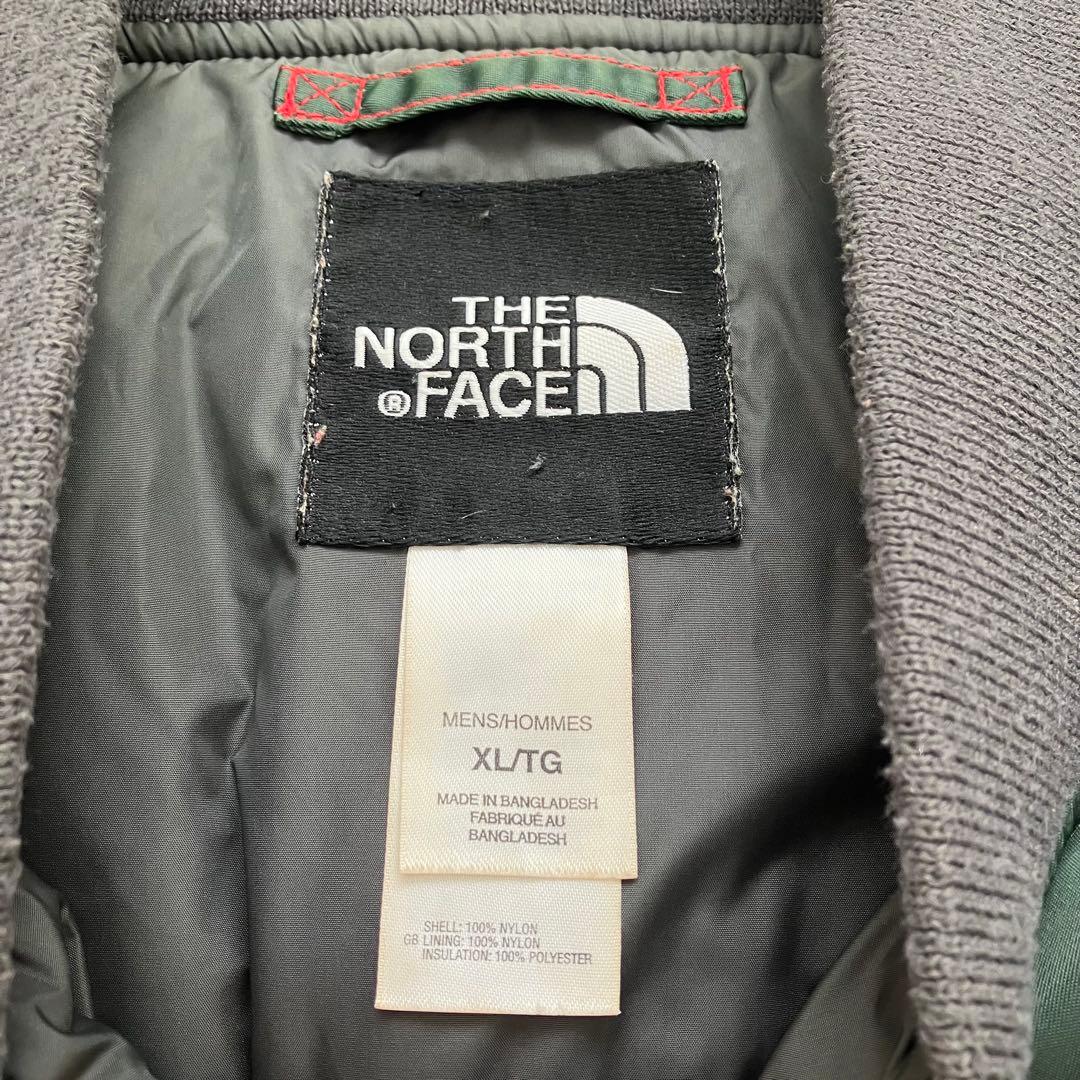 THE
NORTH
® FACE
MENS/HOMMES
XL/TG
MADE IN BANGLADESH
FABRIQUÉ AU
BANGLADESH
SHELL: 100% NYLON
GB LINING: 100% NYLON
INSULATION: 100% POLYESTER